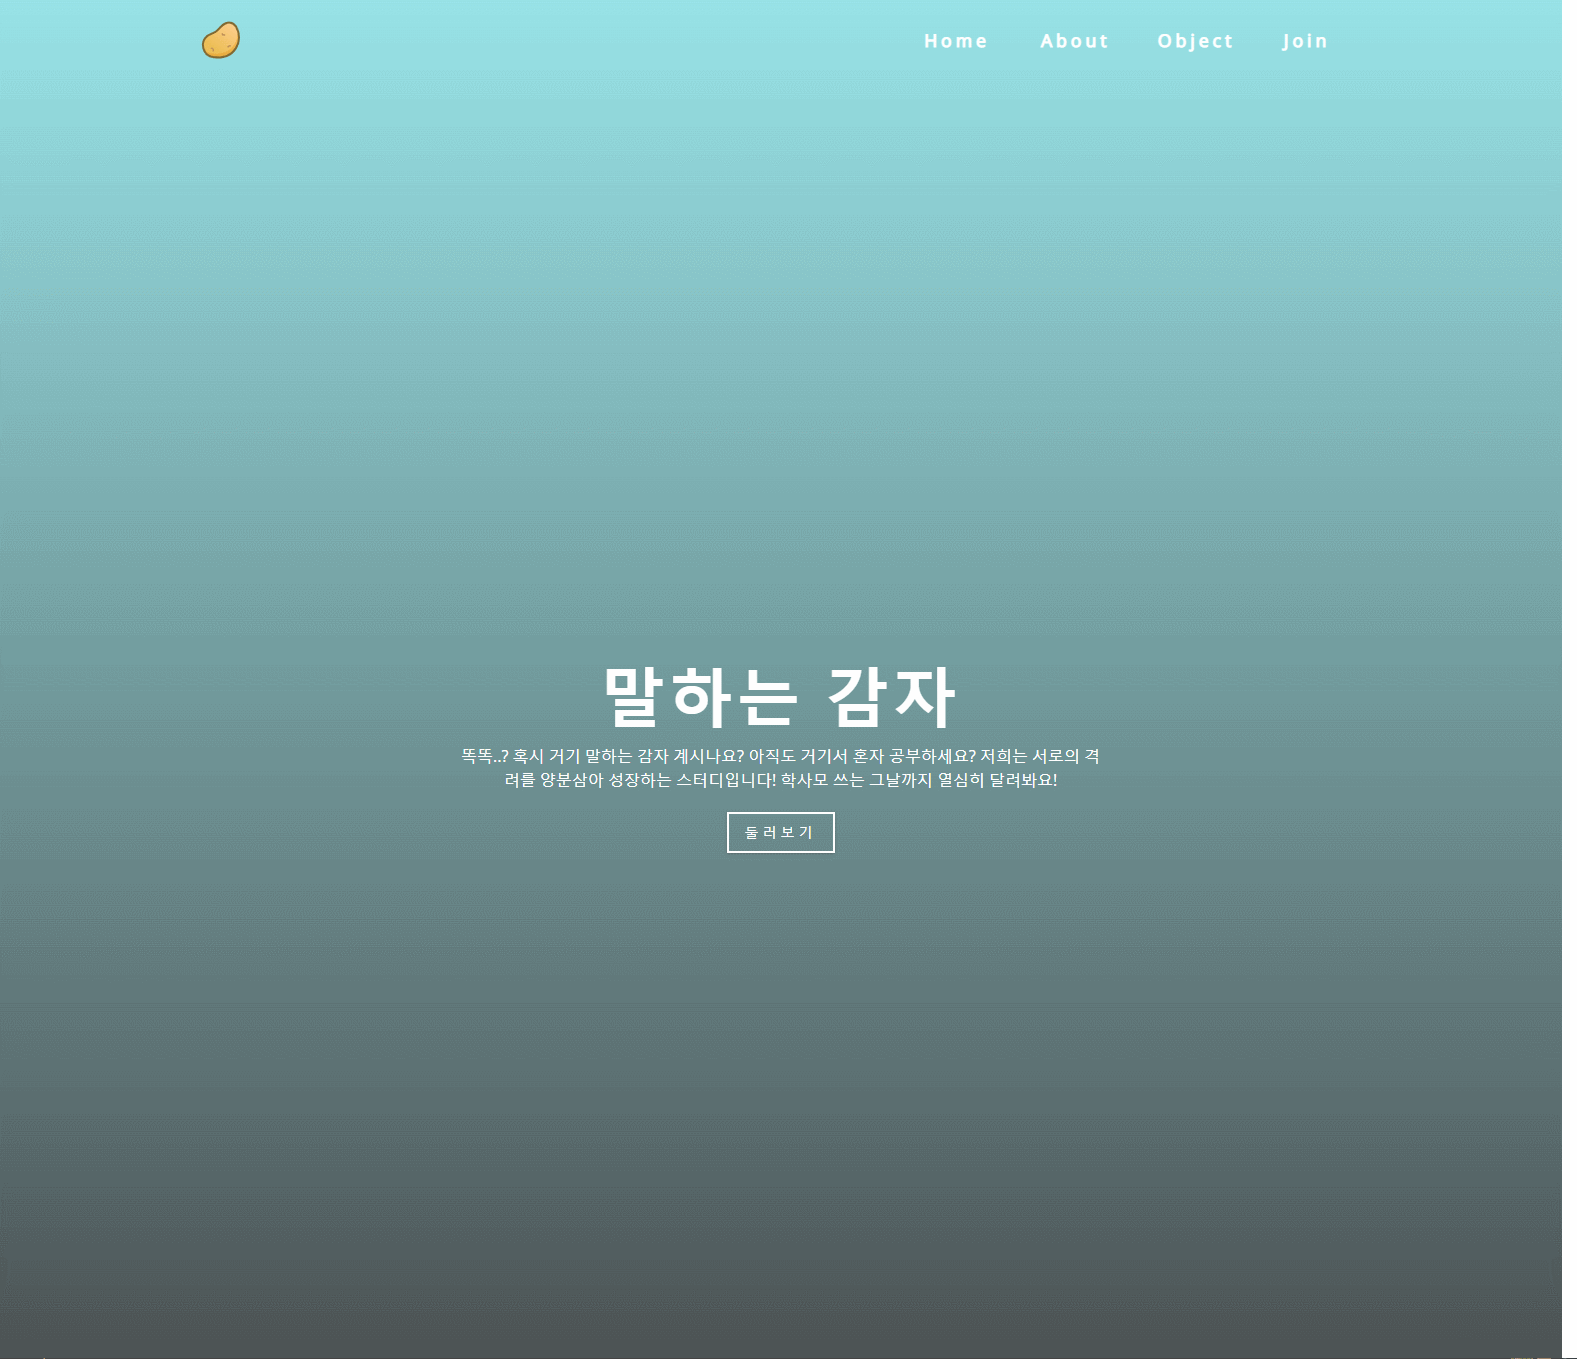 Home About Object Join
말하는 감자
똑똑..? 혹시 거기 말하는 감자 계시나요? 아직도 거기서 혼자 공부하세요? 저희는 서로의 격
려를 양분삼아 성장하는 스터디입니다! 학사모 쓰는 그날까지 열심히 달려봐요!
둘러보기